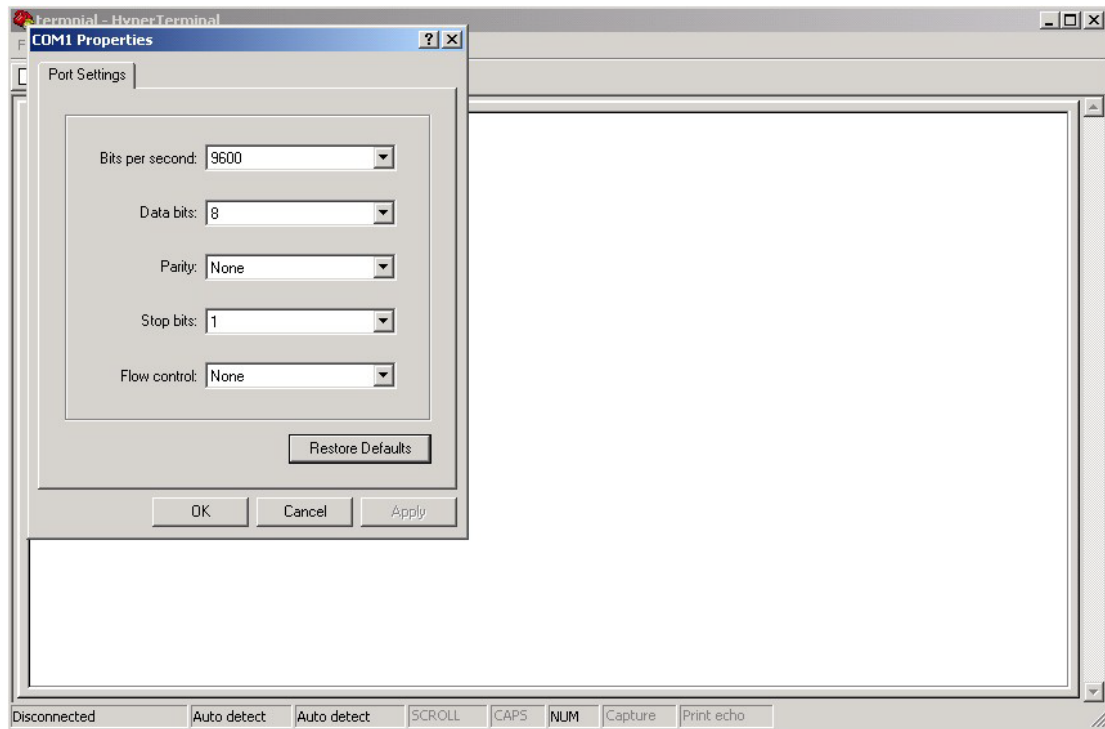 termpial - HyperTerminal
COM1 Properties
Port Settings
Bits per second: 9600
Data bits: 8
Parity: None
Stop bits: 1
Flow control: None
Restore Defaults
OK Cancel Apply
Disconnected Auto detect Auto detect SCROLL CAPS NUM Capture Print echo